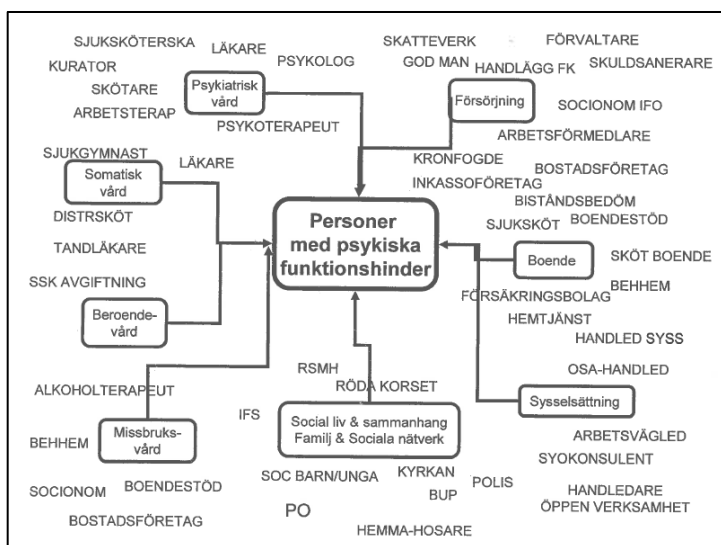 SJUKSKÖTERSKA
LÄKARE
PSYKOLOG
KURATOR
SKÖTARE
ARBETSTERAP
Psykiatrisk
vård
PSYKOTERAPEUT
SKATTEVERK
FÖRVALTARE
GOD MAN
HANDLÄGG FK
SKULDSANERARE
Försörjning
SOCIONOM IFO
ARBETSFÖRMEDLARE
KRONFOGDE
BOSTADSFÖRETAG
INKASSOFÖRETAG
BISTÅNDSBEDÖM
SJUKSKÖT
BOENDESTÖD
SJUKGYMNAST
LÄKARE
Somatisk
vård
DISTRSKÖT
TANDLÄKARE
SSK AVGIFTNING
Beroende-
vård
Personer
med psykiska
funktionshinder
Boende
SKÖT BOENDE
BEHHEM
FÖRSÄKRINGSBOLAG
HEMTJÄNST
HANDLED SYSS
OSA-HANDLED
Sysselsättning
ARBETSVÄGLED
SYOKONSULENT
HANDLEDARE
ÖPPEN VERKSAMHET
ALKOHOLTERAPEUT
Missbruks-
vård
BEHHEM
SOCIONOM
BOENDESTÖD
BOSTADSFÖRETAG
RSMH
RÖDA KORSET
IFS
Social liv & sammanhang
Familj & Sociala nätverk
SOC BARN/UNGA
KYRKAN
BUP
POLIS
PO
HEMMA-HOSARE